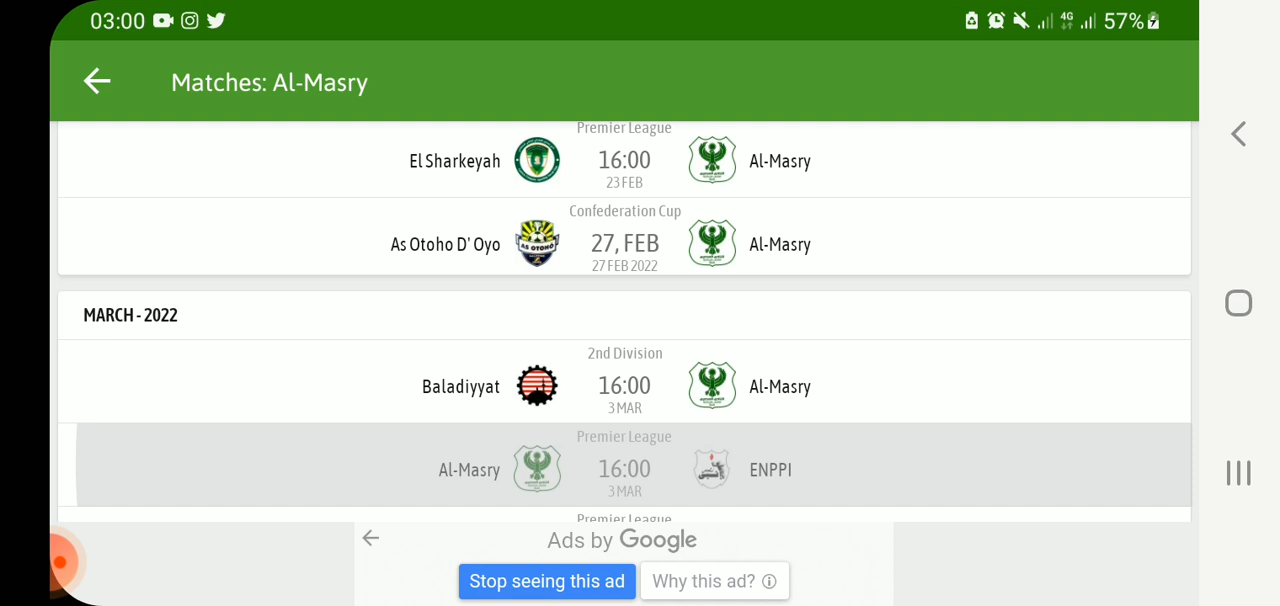 03:00 4G 57%
Matches: Al-Masry
Premier League
El Sharkeyah 16:00 Al-Masry
23 FEB
Confederation Cup
As Otoho D' Oyo 27, FEB Al-Masry
27 FEB 2022
MARCH - 2022
2nd Division
Baladiyyat 16:00 Al-Masry
3 MAR
Premier League
Al-Masry 16:00 ENPPI
3 MAR
Premier League
Ads by Google
Stop seeing this ad Why this ad?